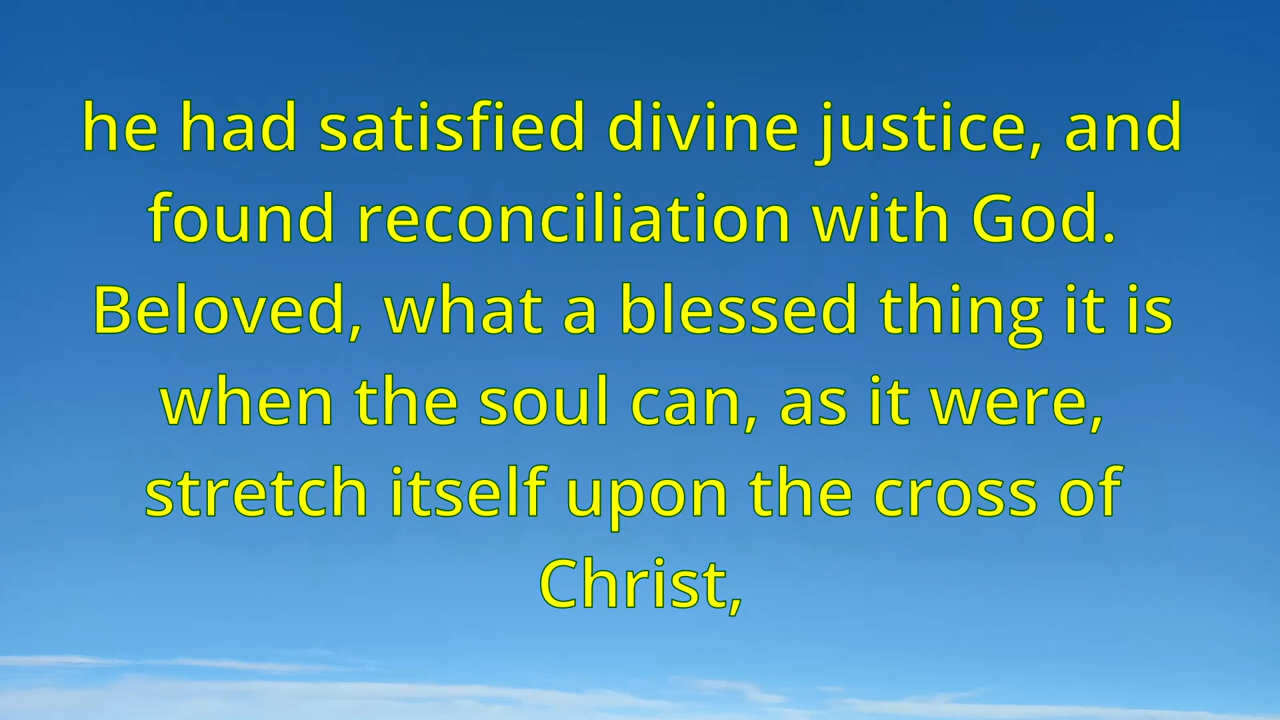 he had satisfied divine justice, and
found reconciliation with God.
Beloved, what a blessed thing it is
when the soul can, as it were,
stretch itself upon the cross of
Christ,